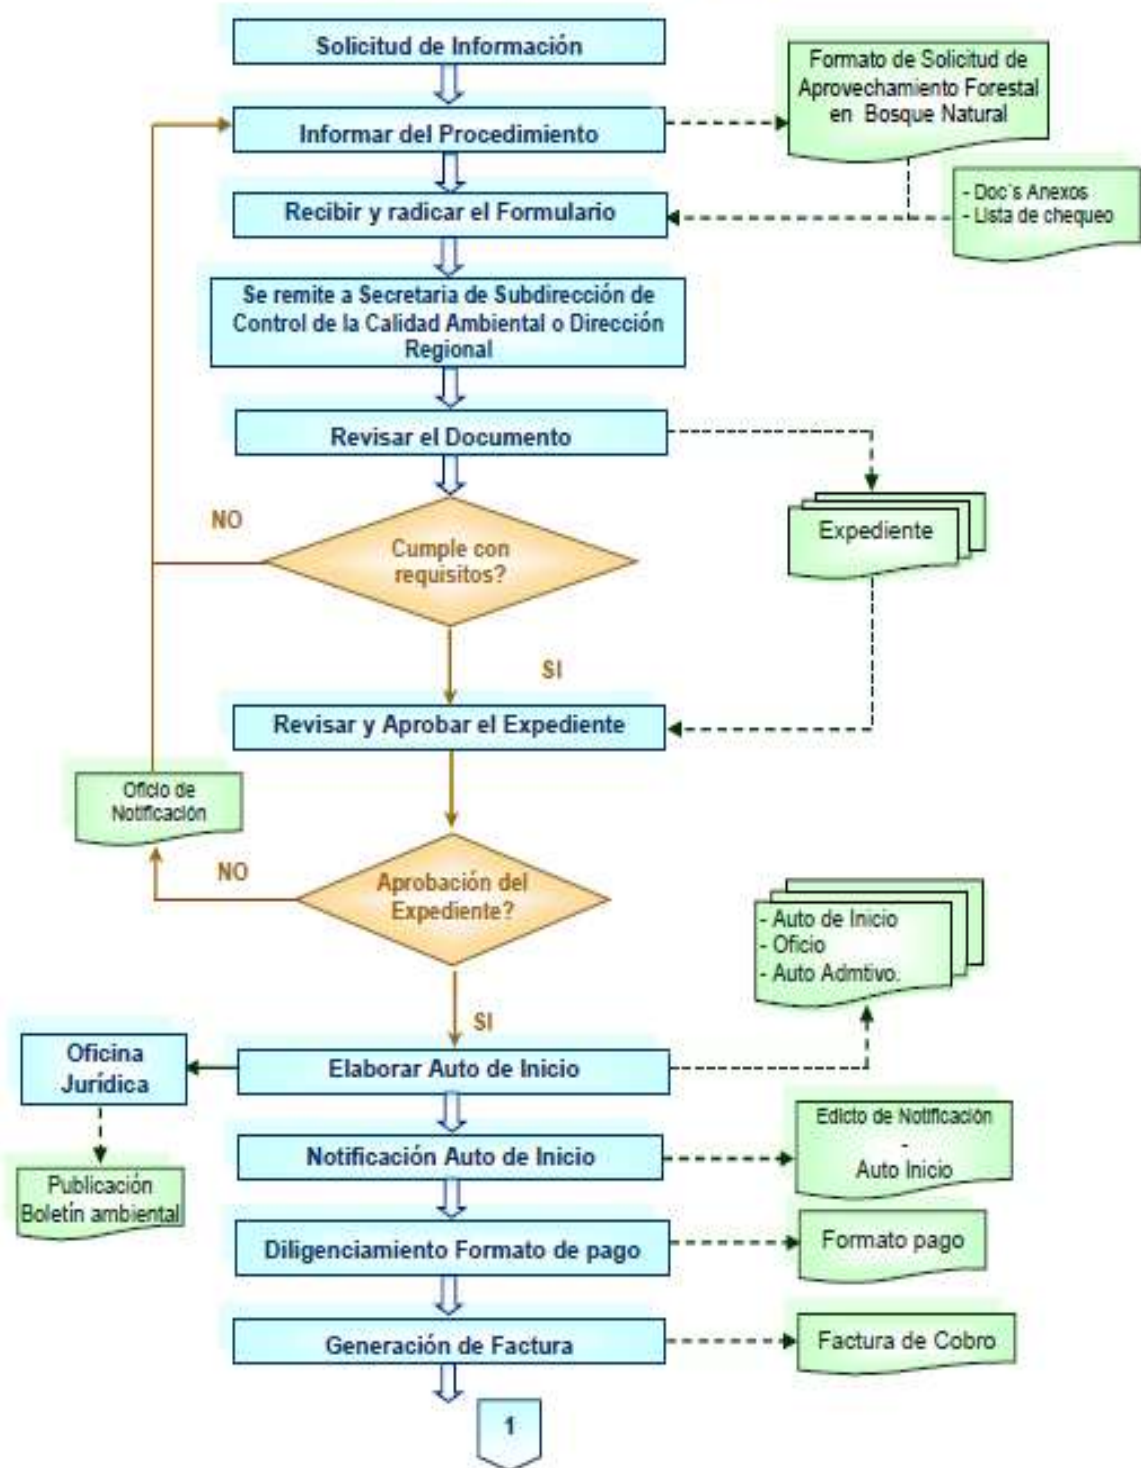 Solicitud de Información
Formato de Solicitud de
Aprovechamiento Forestal
en Bosque Natural
Informar del Procedimiento
- Doc`s Anexos
- Lista de chequeo
Recibir y radicar el Formulario
Se remite a Secretaria de Subdirección de
Control de la Calidad Ambiental o Dirección
Regional
Revisar el Documento
NO
Expediente
Cumple con
requisitos?
SI
Revisar y Aprobar el Expediente
Oficio de
Notificación
NO
Aprobación del
Expediente?
- Auto de Inicio
- Oficio
- Auto Admtivo.
SI
Oficina
Jurídica
Elaborar Auto de Inicio
Edicto de Notificación
-
Auto Inicio
Notificación Auto de Inicio
Publicación
Boletín ambiental
Diligenciamiento Formato de pago
Formato pago
Generación de Factura
Factura de Cobro
1